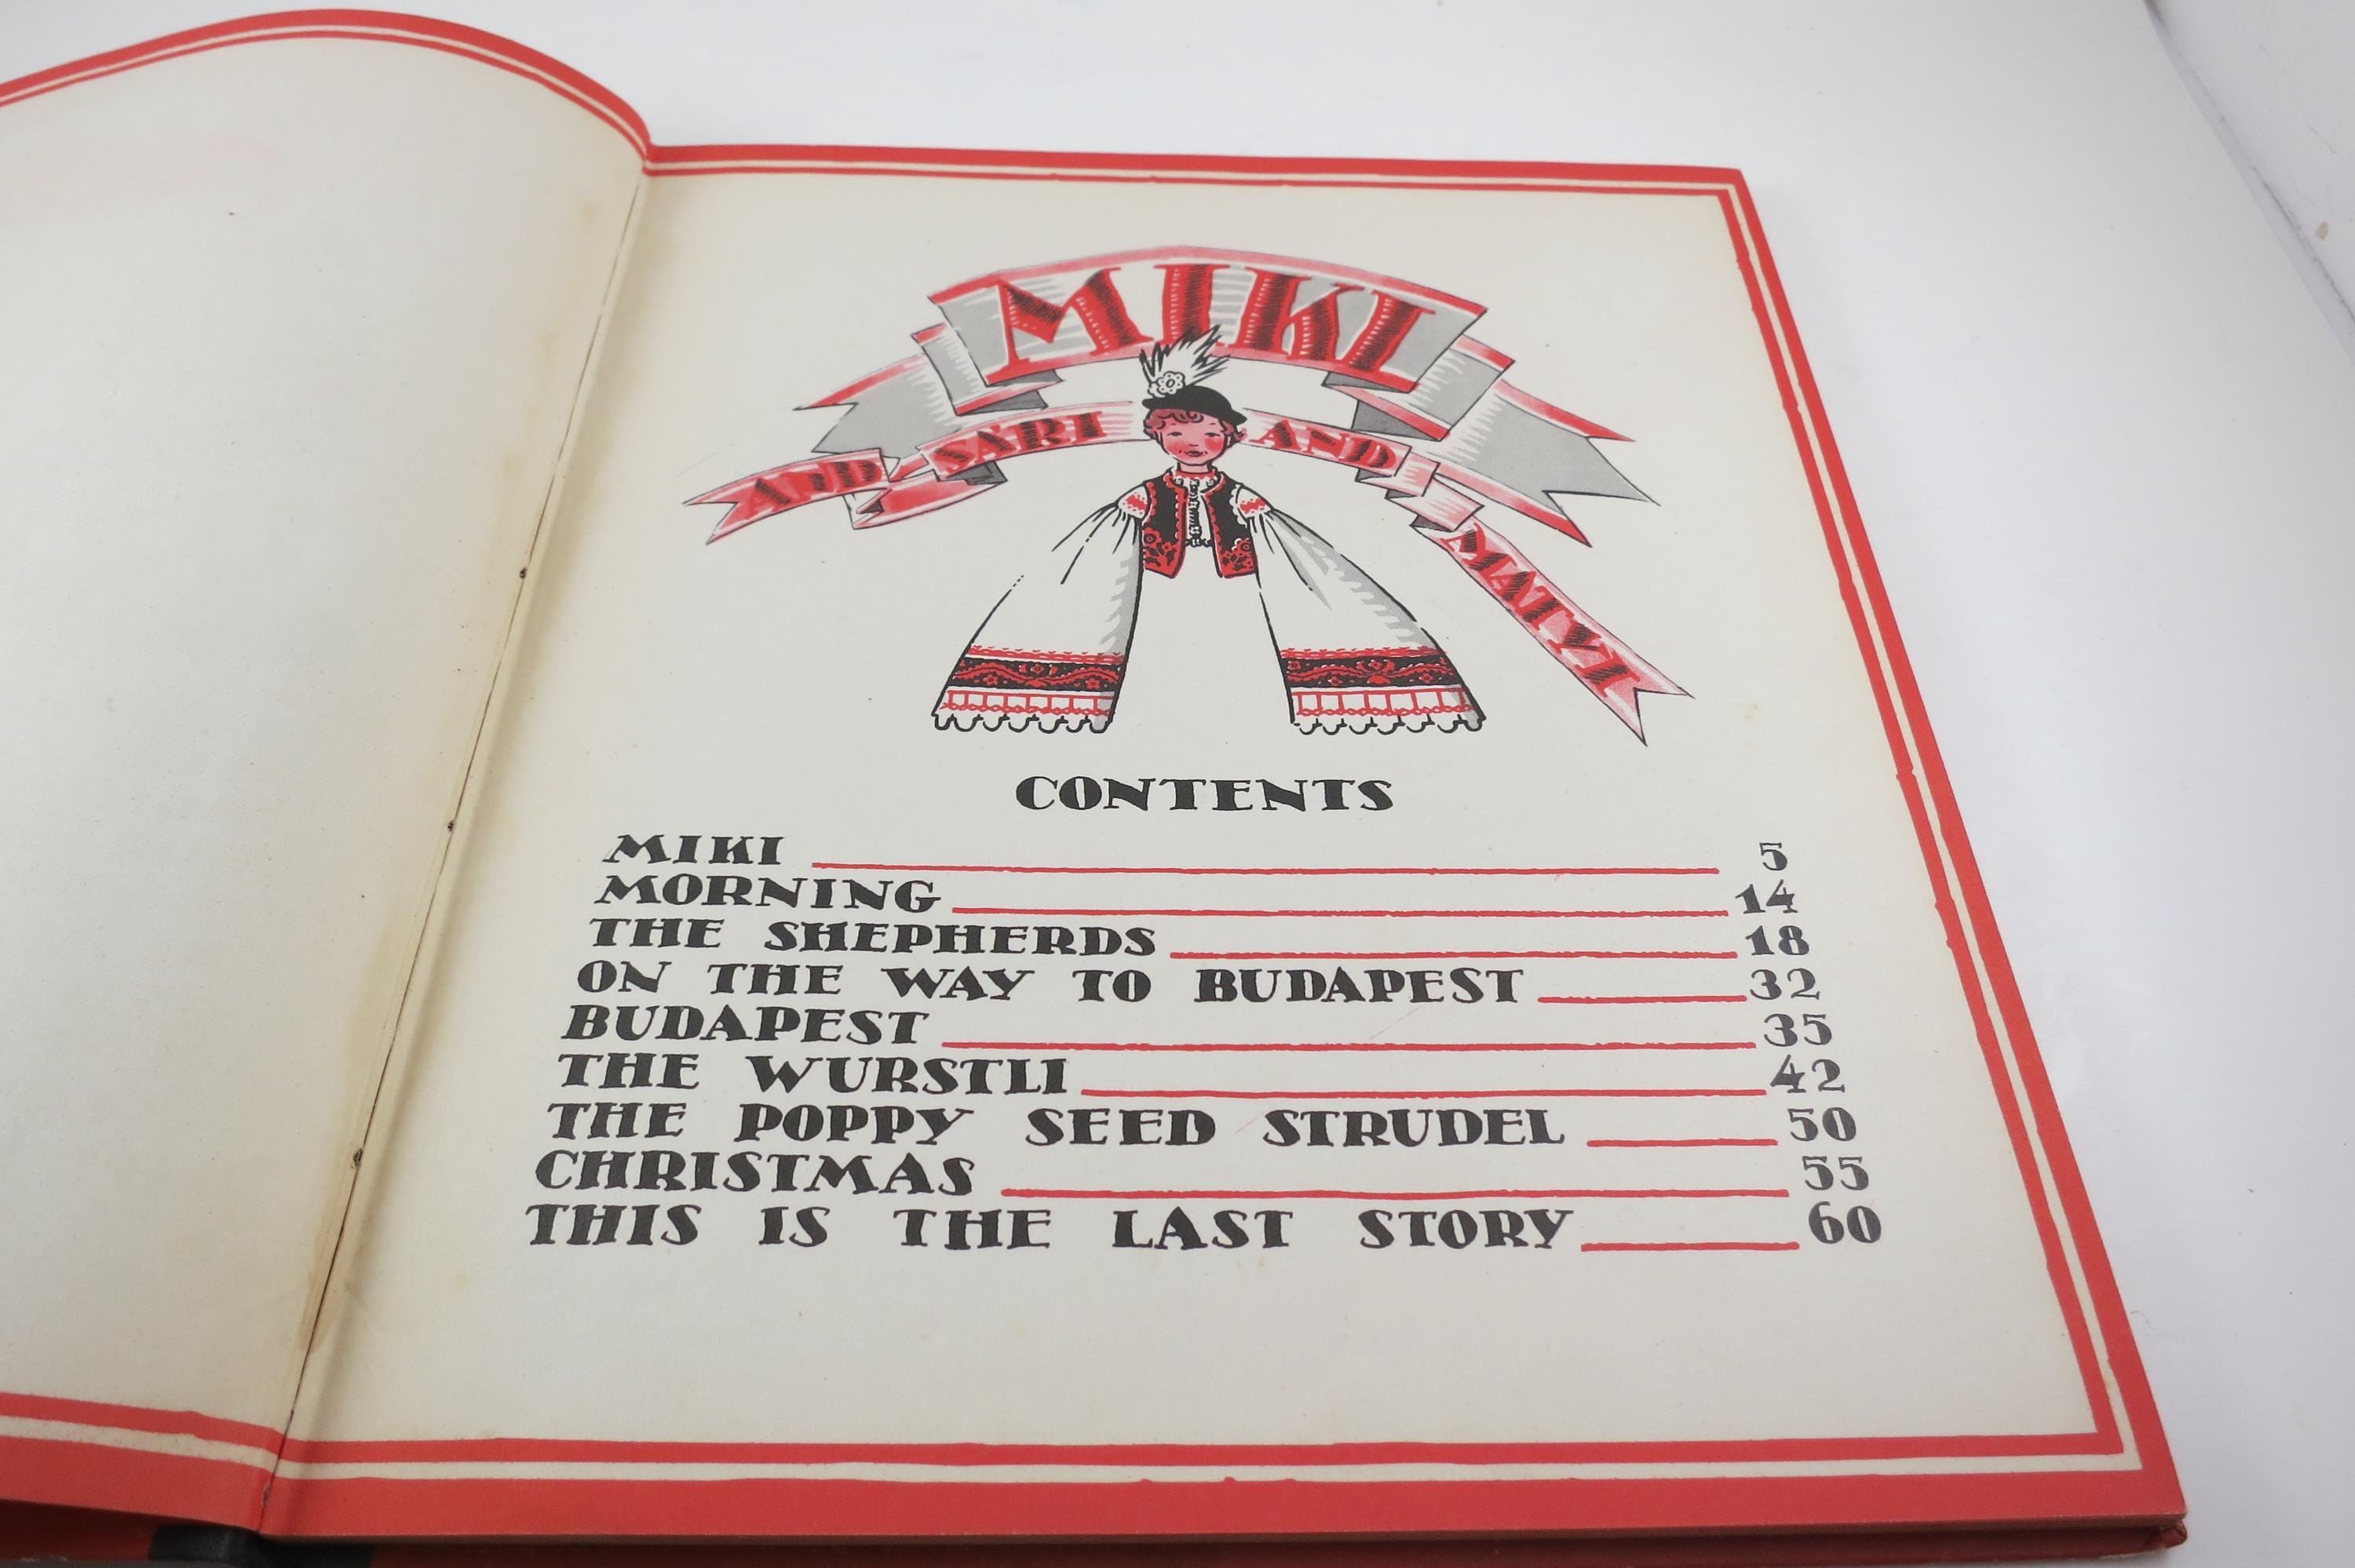 MIKI
AND SARI AND MATYI
CONTENTS
MIKI 5
MORNING 14
THE SHEPHERDS 18
ON THE WAY TO BUDAPEST 32
BUDAPEST 35
THE WURSTLI 42
THE POPPY SEED STRUDEL 50
CHRISTMAS 55
THIS IS THE LAST STORY 60